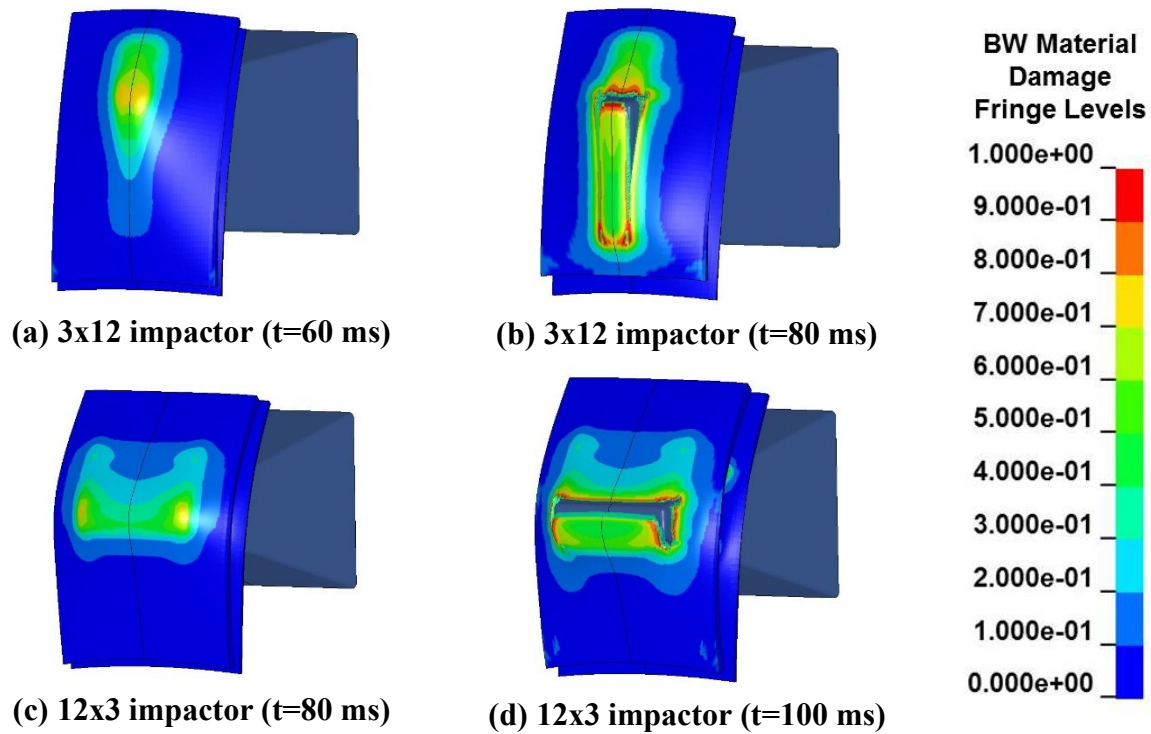 BW Material
Damage
Fringe Levels
1.000e+00
9.000e-01
8.000e-01
7.000e-01
6.000e-01
5.000e-01
4.000e-01
3.000e-01
2.000e-01
1.000e-01
0.000e+00
(a) 3x12 impactor (t=60 ms)
(b) 3x12 impactor (t=80 ms)
(c) 12x3 impactor (t=80 ms)
(d) 12x3 impactor (t=100 ms)